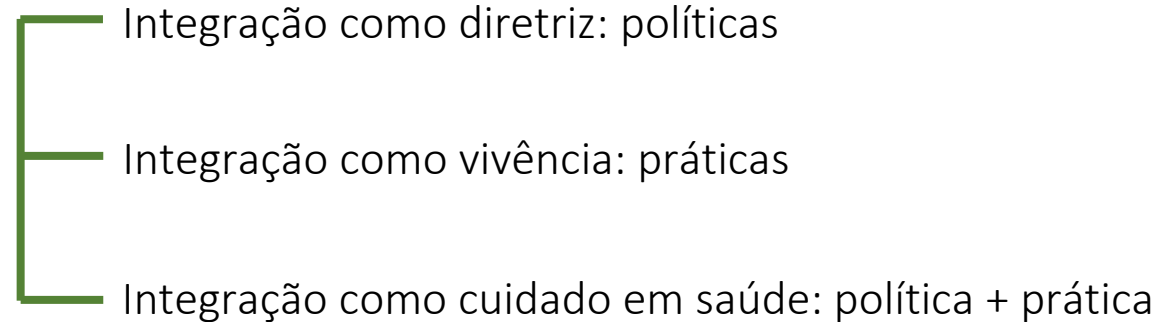 Integração como diretriz: políticas
Integração como vivência: práticas
Integração como cuidado em saúde: política + prática